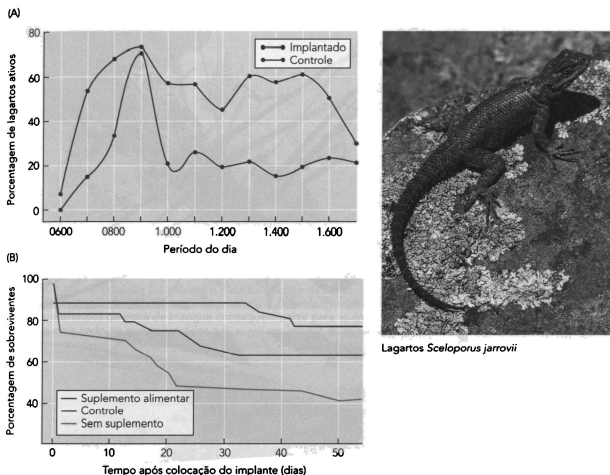 (A)
Porcentagem de lagartos ativos
80
60
40
20
0
Implantado
Controle
0600
0800
1.000
1.200
1.400
1.600
Período do dia
(B)
Porcentagem de sobreviventes
100
80
60
40
Suplemento alimentar
Controle
Sem suplemento
0
10
20
30
40
50
Tempo após colocação do implante (dias)
Lagartos Sceloporus jarrovii